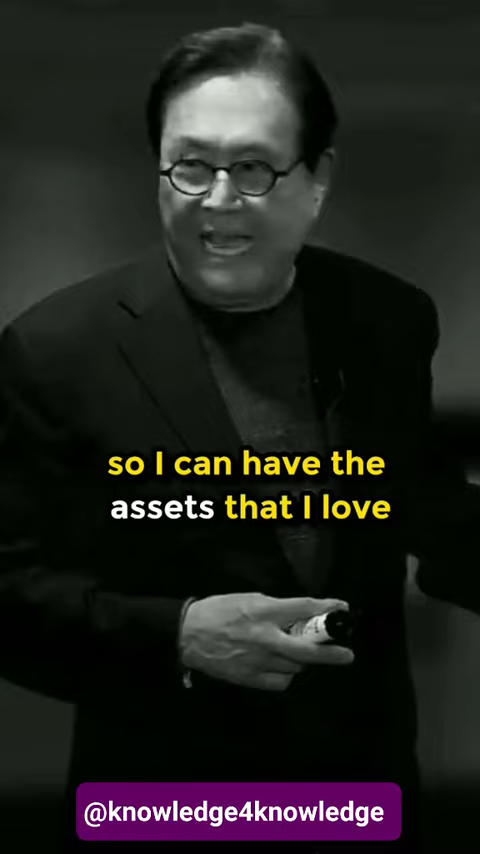 so I can have the
assets that I love
@knowledge4knowledge